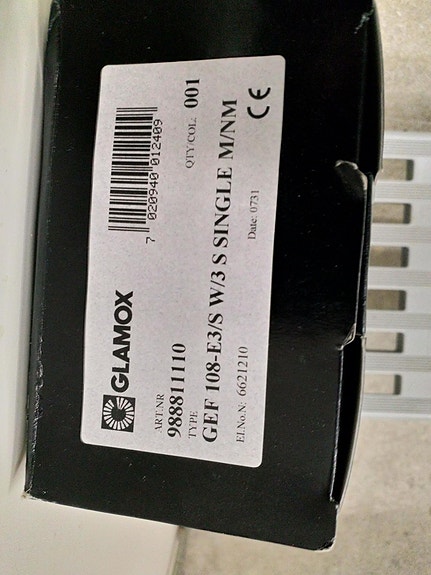 GLAMOX
7 020940 012409
ART.NR
988811110
QTY/COL: 001
TYPE
GEF 108-E3/S W/3 S SINGLE M/NM
El.No.N: 6621210
Date: 0731
CE